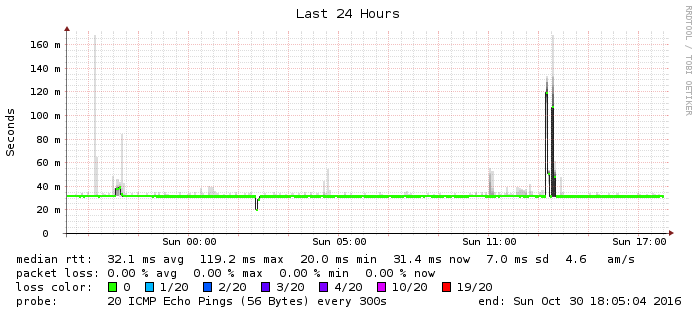 Last 24 Hours
RRDTOOL / TOBI OETIKER
Seconds
160 m
140 m
120 m
100 m
80 m
60 m
40 m
20 m
0
Sun 00:00 Sun 05:00 Sun 11:00 Sun 17:00
median rtt: 32.1 ms avg 119.2 ms max 20.0 ms min 31.4 ms now 7.0 ms sd 4.6 am/s
packet loss: 0.00 % avg 0.00 % max 0.00 % min 0.00 % now
loss color: 0 1/20 2/20 3/20 4/20 10/20 19/20
probe: 20 ICMP Echo Pings (56 Bytes) every 300s end: Sun Oct 30 18:05:04 2016